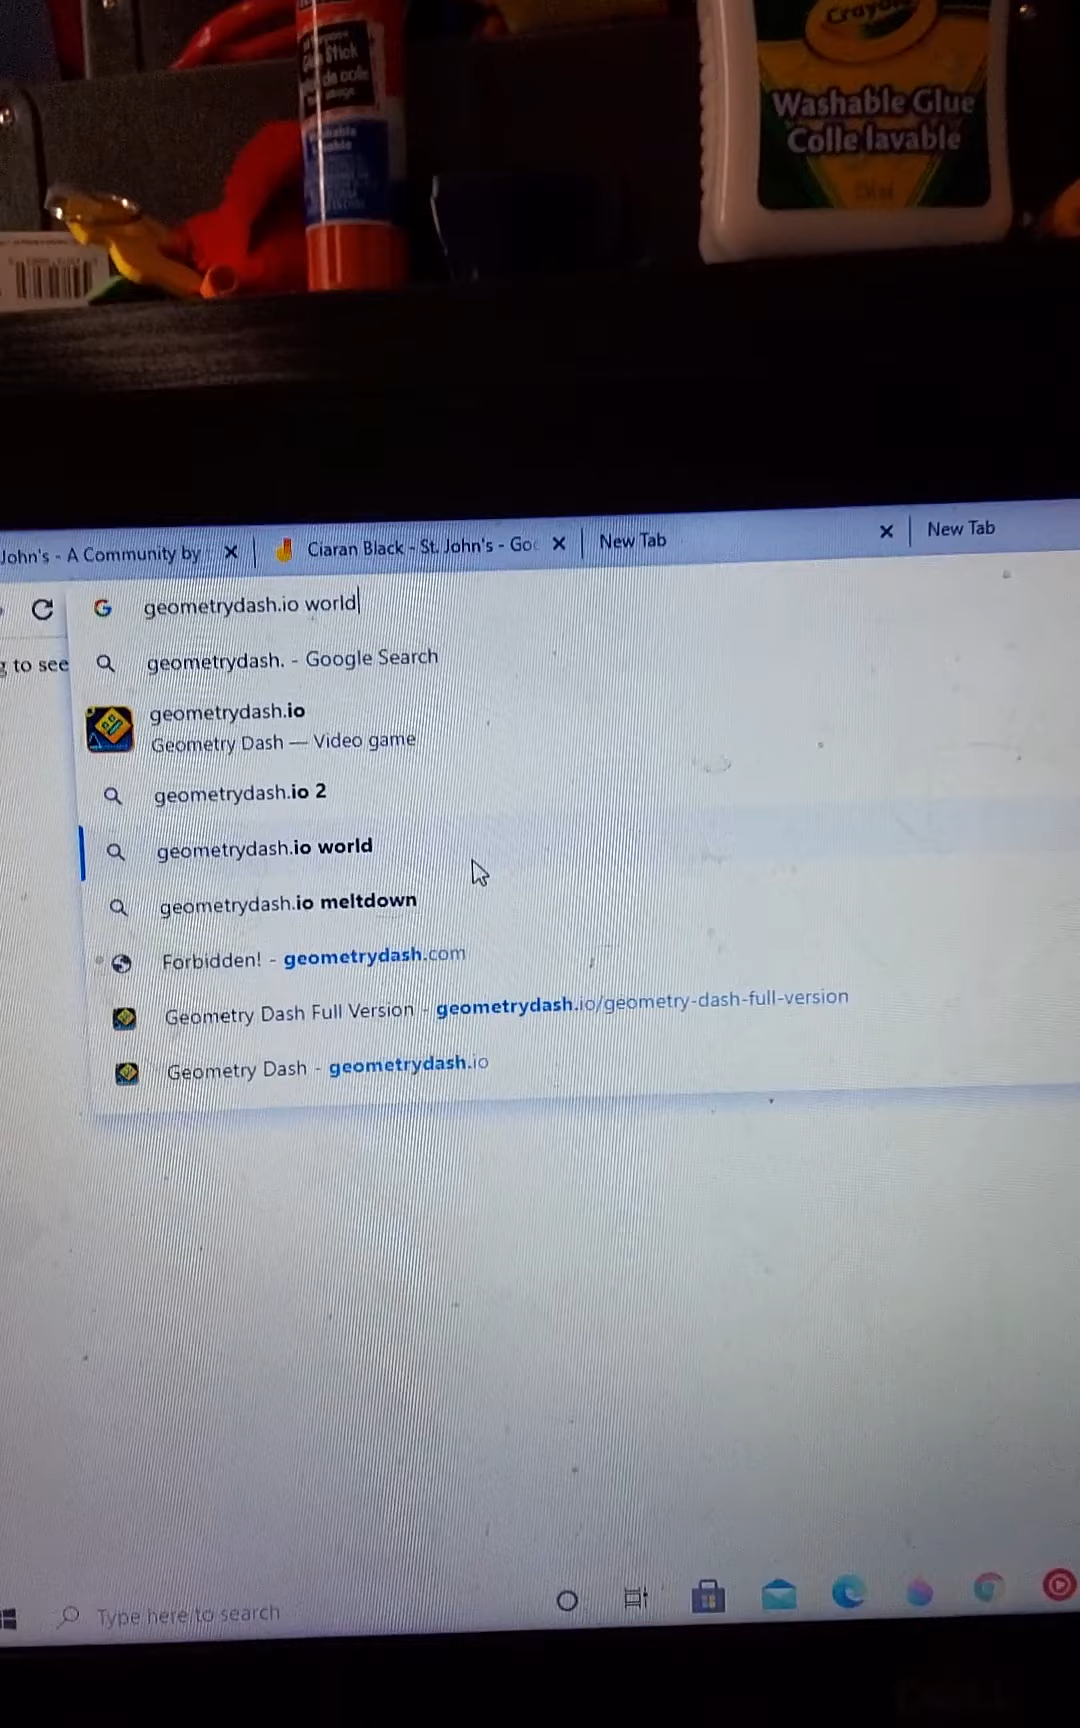 Stick
de colle
Crayola
Washable Glue
Colle lavable
John's - A Community by
Ciaran Black - St. John's - Goo
New Tab
New Tab
geometrydash.io world
g to see
geometrydash. - Google Search
geometrydash.io
Geometry Dash — Video game
geometrydash.io 2
geometrydash.io world
geometrydash.io meltdown
Forbidden! - geometrydash.com
Geometry Dash Full Version - geometrydash.io/geometry-dash-full-version
Geometry Dash - geometrydash.io
Type here to search